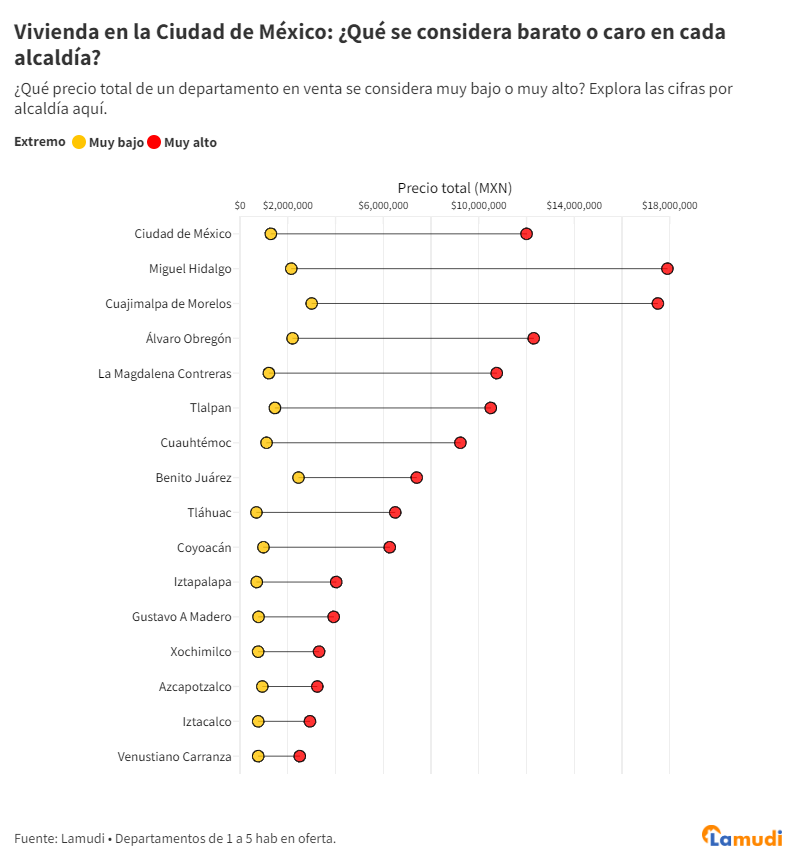 Vivienda en la Ciudad de México: ¿Qué se considera barato o caro en cada
alcaldía?
¿Qué precio total de un departamento en venta se considera muy bajo o muy alto? Explora las cifras por
alcaldía aquí.
Extremo Muy bajo Muy alto
Precio total (MXN)
$0 $2,000,000 $6,000,000 $10,000,000 $14,000,000 $18,000,000
Ciudad de México
Miguel Hidalgo
Cuajimalpa de Morelos
Álvaro Obregón
La Magdalena Contreras
Tlalpan
Cuauhtémoc
Benito Juárez
Tláhuac
Coyoacán
Iztapalapa
Gustavo A Madero
Xochimilco
Azcapotzalco
Iztacalco
Venustiano Carranza
Fuente: Lamudi • Departamentos de 1 a 5 hab en oferta.
Lamudi